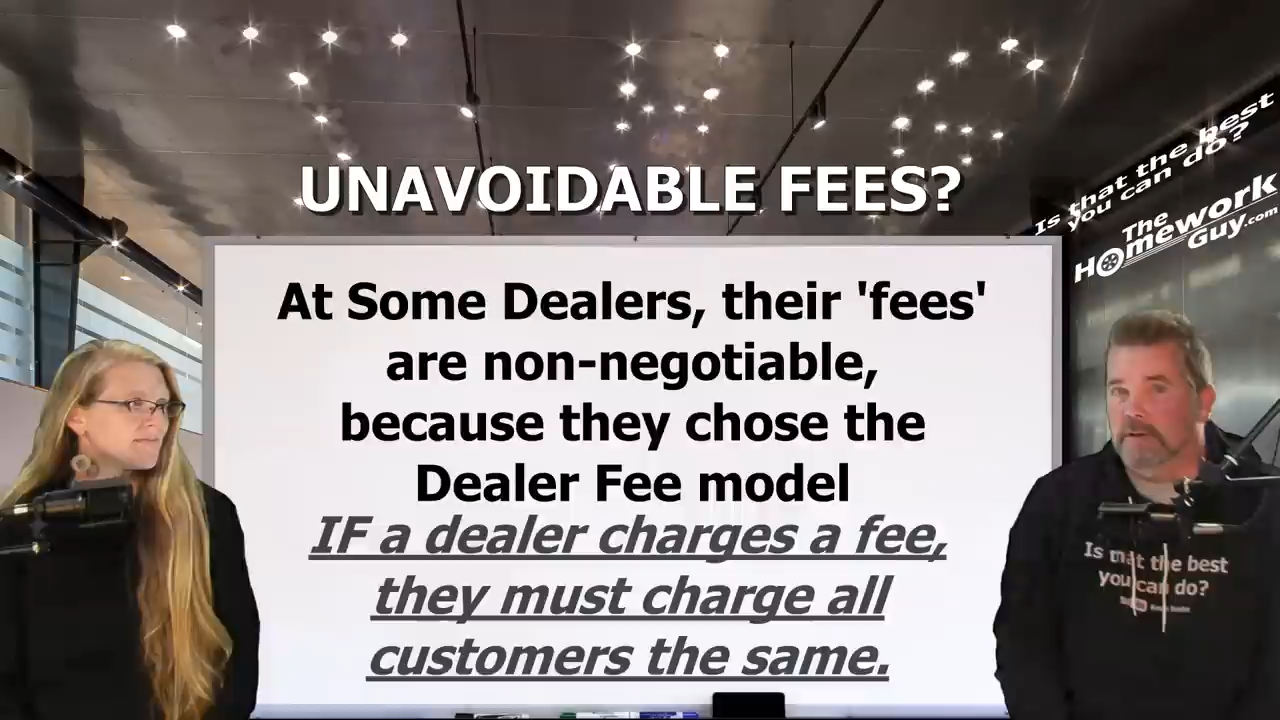 UNAVOIDABLE FEES?
At Some Dealers, their 'fees'
are non-negotiable,
because they chose the
Dealer Fee model
IF a dealer charges a fee,
they must charge all
customers the same.
Is that the best
you can do?
The
Homework
Guy.com
Is that the best
you can do?